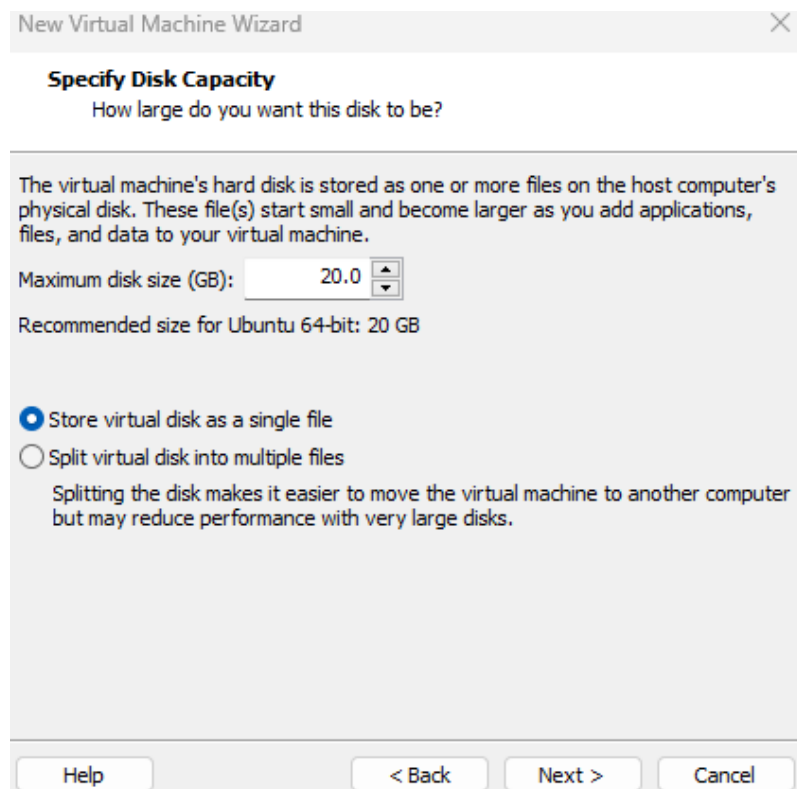 New Virtual Machine Wizard
Specify Disk Capacity
How large do you want this disk to be?
The virtual machine's hard disk is stored as one or more files on the host computer's
physical disk. These file(s) start small and become larger as you add applications,
files, and data to your virtual machine.
Maximum disk size (GB): 20.0
Recommended size for Ubuntu 64-bit: 20 GB
Store virtual disk as a single file
Split virtual disk into multiple files
Splitting the disk makes it easier to move the virtual machine to another computer
but may reduce performance with very large disks.
Help < Back Next > Cancel